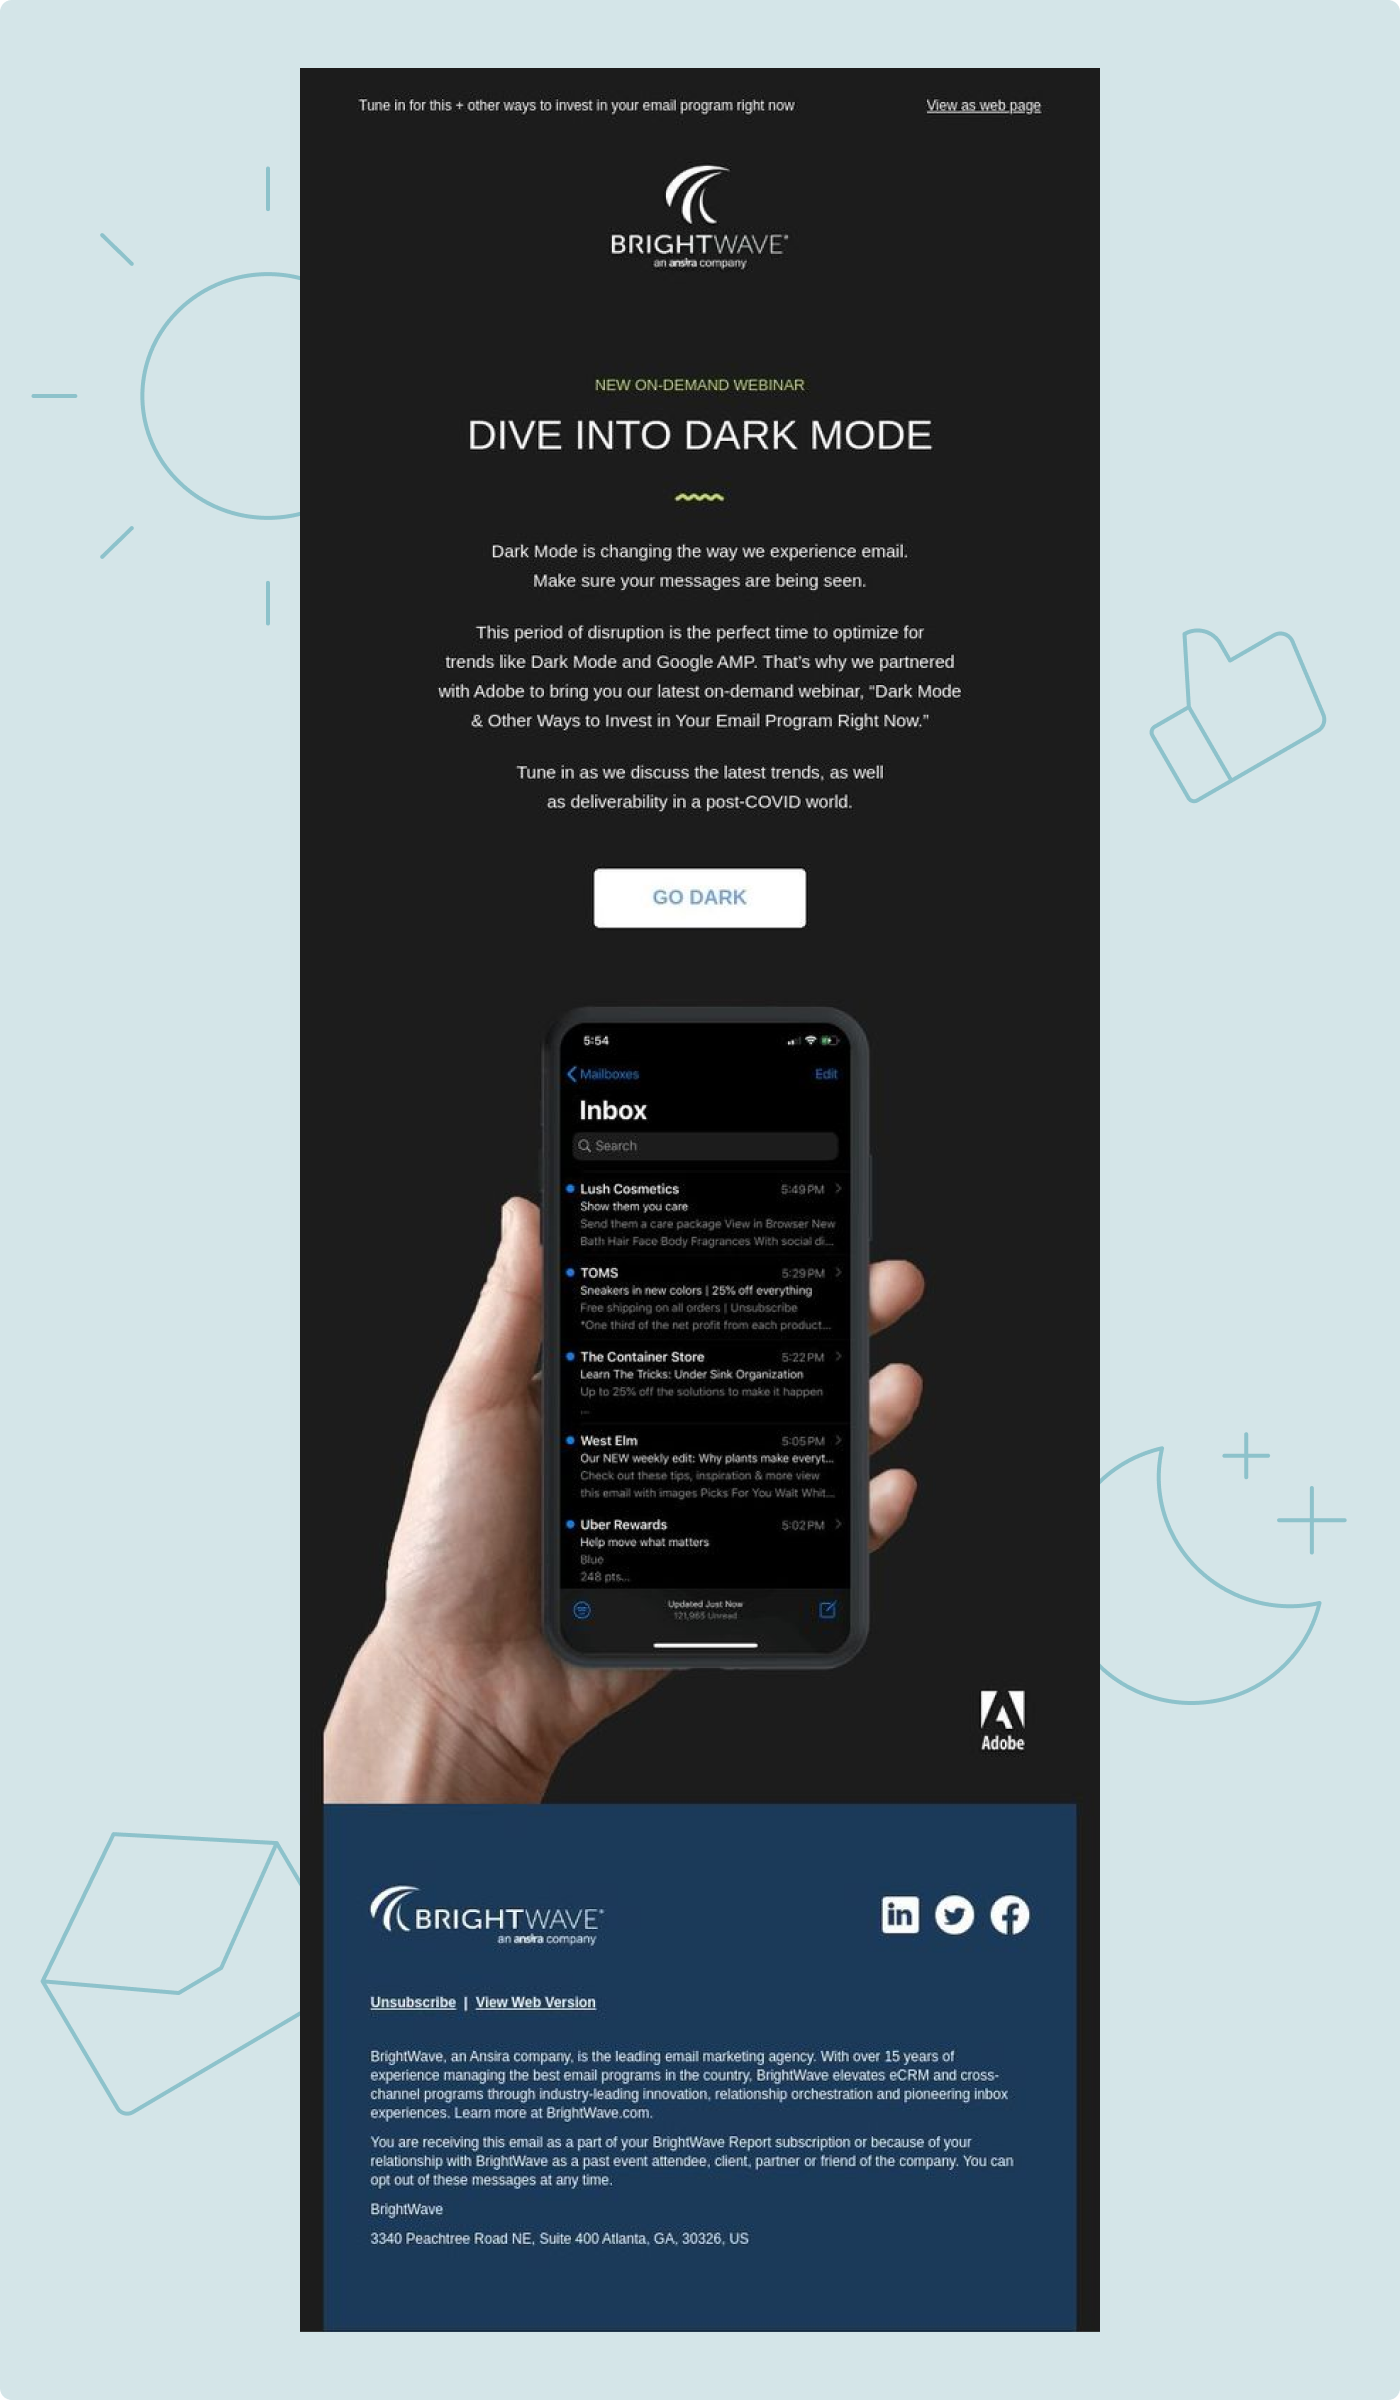 Tune in for this + other ways to invest in your email program right now
View as web page
BRIGHTWAVE®
an ansira company
NEW ON-DEMAND WEBINAR
DIVE INTO DARK MODE
Dark Mode is changing the way we experience email.
Make sure your messages are being seen.
This period of disruption is the perfect time to optimize for
trends like Dark Mode and Google AMP. That’s why we partnered
with Adobe to bring you our latest on-demand webinar, “Dark Mode
& Other Ways to Invest in Your Email Program Right Now.”
Tune in as we discuss the latest trends, as well
as deliverability in a post-COVID world.
GO DARK
5:54
Mailboxes
Edit
Inbox
Search
Lush Cosmetics 5:49 PM
Show them you care
Send them a care package View in Browser New
Bath Hair Face Body Fragrances With social di...
TOMS 5:29 PM
Sneakers in new colors | 25% off everything
Free shipping on all orders | Unsubscribe
*One third of the net profit from each product...
The Container Store 5:22 PM
Learn The Tricks: Under Sink Organization
Up to 25% off the solutions to make it happen
...
West Elm 5:05 PM
Our NEW weekly edit: Why plants make everyt...
Check out these tips, inspiration & more view
this email with images Picks For You Walt Whit...
Uber Rewards 5:02 PM
Help move what matters
Blue
248 pts...
Updated Just Now
121,965 Unread
Adobe
BRIGHTWAVE®
an ansira company
in
Unsubscribe | View Web Version
BrightWave, an Ansira company, is the leading email marketing agency. With over 15 years of
experience managing the best email programs in the country, BrightWave elevates eCRM and cross-
channel programs through industry-leading innovation, relationship orchestration and pioneering inbox
experiences. Learn more at BrightWave.com.
You are receiving this email as a part of your BrightWave Report subscription or because of your
relationship with BrightWave as a past event attendee, client, partner or friend of the company. You can
opt out of these messages at any time.
BrightWave
3340 Peachtree Road NE, Suite 400 Atlanta, GA, 30326, US